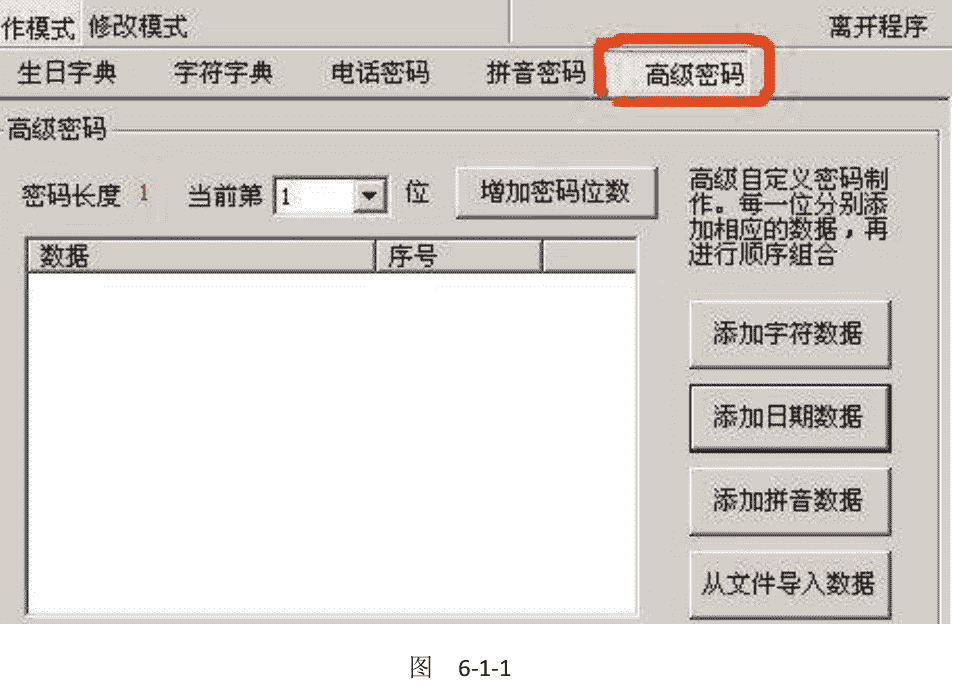 作模式 修改模式 离开程序
生日字典 字符字典 电话密码 拼音密码 高级密码
高级密码
密码长度 1 当前第 1 位 增加密码位数
高级自定义密码制
作。每一位分别添
加相应的数据，再
进行顺序组合
数据 序号
添加字符数据
添加日期数据
添加拼音数据
从文件导入数据
图 6-1-1